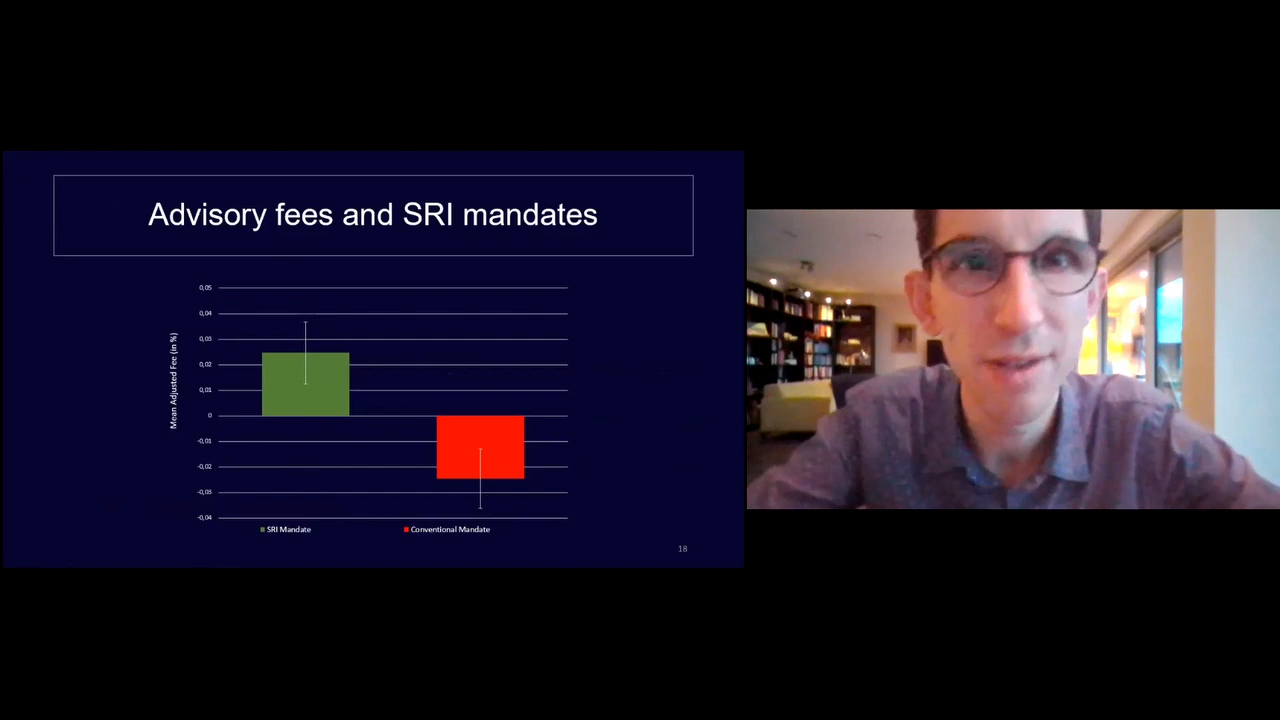 Advisory fees and SRI mandates
Mean Adjusted Fee (in %)
0,05
0,04
0,03
0,02
0,01
0
-0,01
-0,02
-0,03
-0,04
SRI Mandate
Conventional Mandate
18